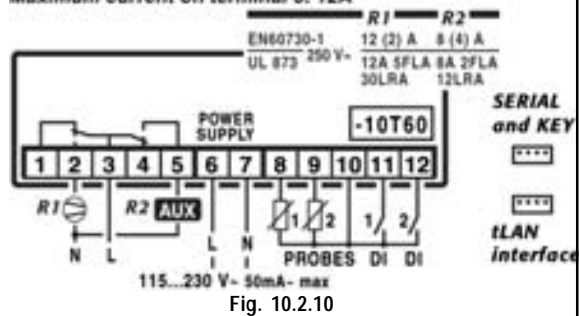 Maximum current on terminal 3: 12A
R1 R2
EN60730-1 12 (2) A 8 (4) A
UL 873 250 V~ 12A 5FLA 8A 2FLA
30LRA 12LRA
SERIAL
and KEY
POWER
SUPPLY
-10T60
1 2 3 4 5 6 7 8 9 10 11 12
R1 R2 AUX
1 2 1 2
tLAN
interface
N L L N PROBES DI DI
115...230 V~ 50mA~ max
Fig. 10.2.10